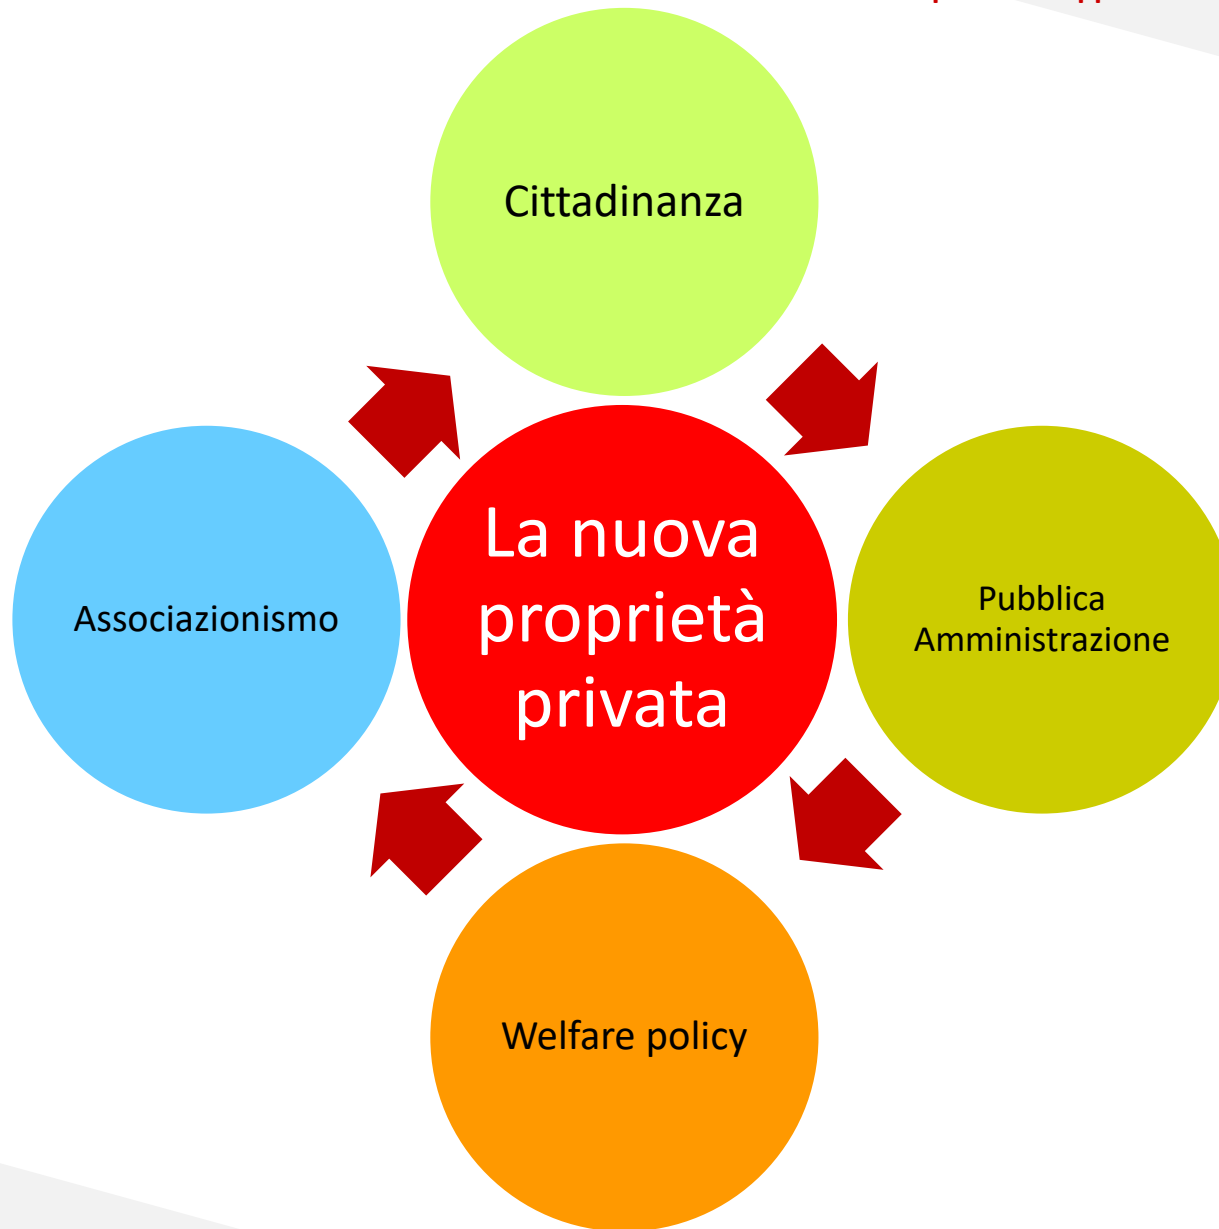 Cittadinanza
La nuova
proprietà
privata
Associazionismo
Pubblica
Amministrazione
Welfare policy